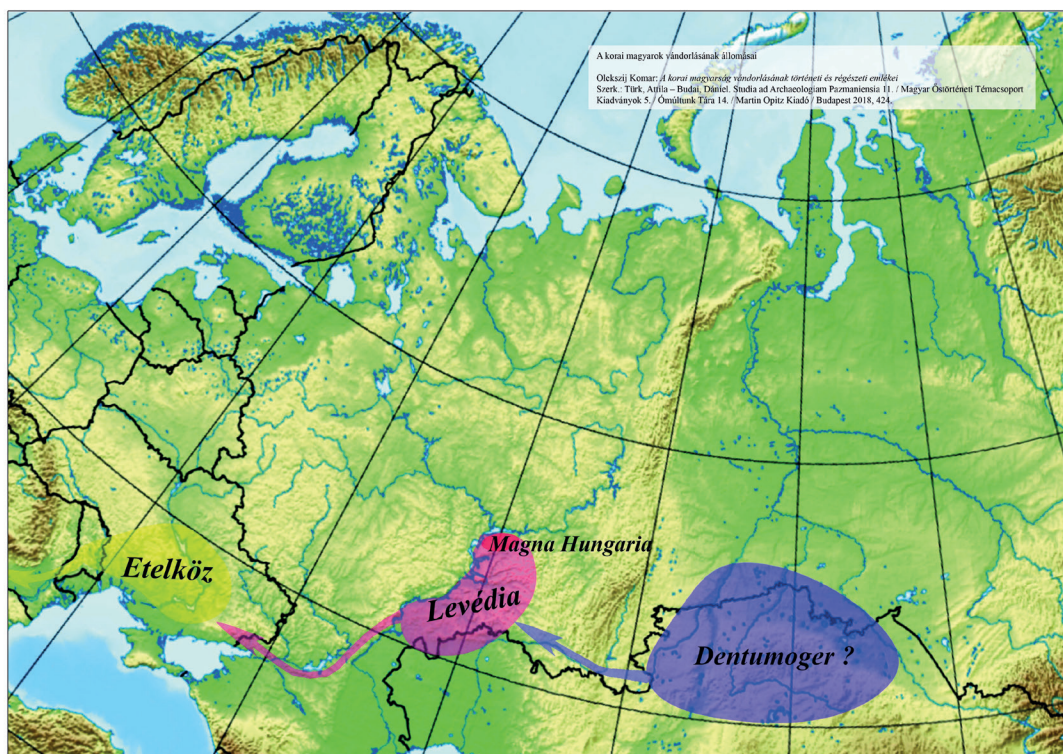 A korai magyarok vándorlásának állomásai
Olekszij Komar: A korai magyarság vándorlásának történeti és régészeti emlékei
Szerk.: Türk, Attila – Budai, Dániel. Studia ad Archaeologiam Pazmaniensia 11. / Magyar Őstörténeti Témacsoport
Kiadványok 5. / Őmúltunk Tára 14. / Martin Opitz Kiadó / Budapest 2018, 424.
Magna Hungaria
Etelköz
Levédia
Dentumoger ?